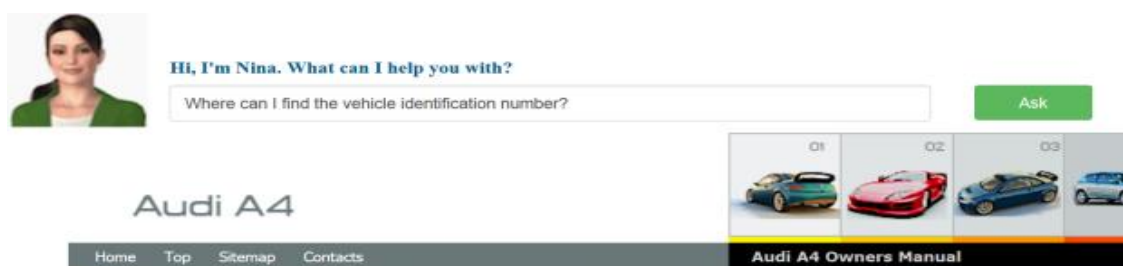 Hi, I'm Nina. What can I help you with?
Where can I find the vehicle identification number? Ask
01 02 03
Audi A4
Home Top Sitemap Contacts Audi A4 Owners Manual